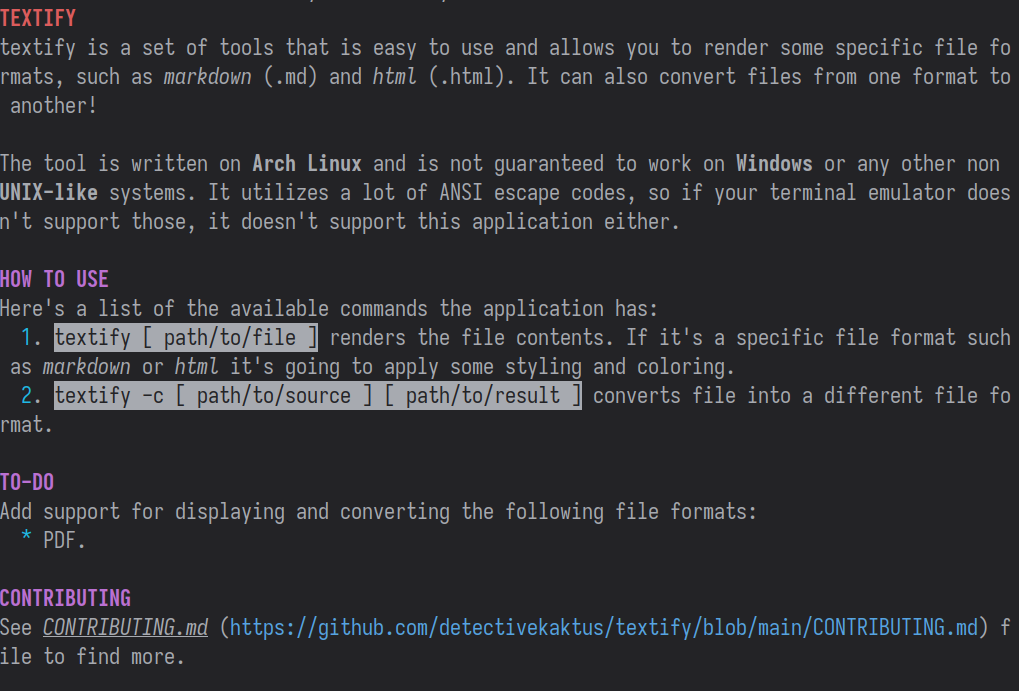 TEXTIFY
textify is a set of tools that is easy to use and allows you to render some specific file fo
rmats, such as markdown (.md) and html (.html). It can also convert files from one format to
 another!
The tool is written on Arch Linux and is not guaranteed to work on Windows or any other non
UNIX-like systems. It utilizes a lot of ANSI escape codes, so if your terminal emulator does
n't support those, it doesn't support this application either.
HOW TO USE
Here's a list of the available commands the application has:
1. textify [ path/to/file ] renders the file contents. If it's a specific file format such
 as markdown or html it's going to apply some styling and coloring.
2. textify -c [ path/to/source ] [ path/to/result ] converts file into a different file fo
rmat.
TO-DO
Add support for displaying and converting the following file formats:
* PDF.
CONTRIBUTING
See CONTRIBUTING.md (https://github.com/detectivekaktus/textify/blob/main/CONTRIBUTING.md) f
ile to find more.